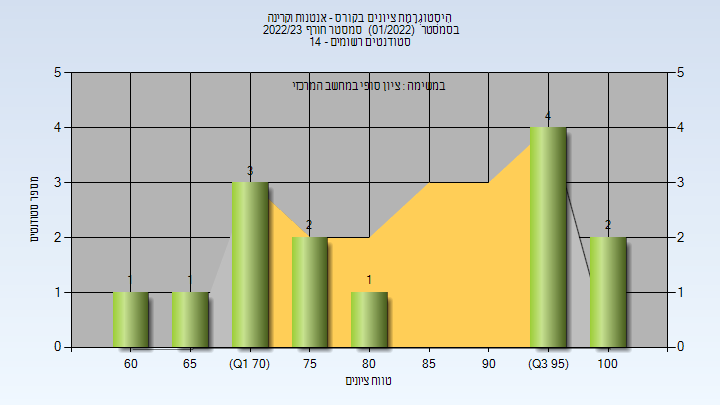 היסטוגרמת ציונים בקורס - אנטנות וקרינה
בסמסטר (01/2022) סמסטר חורף 2022/23
סטודנטים רשומים - 14
במשימה : ציון סופי במחשב המרכזי
5 5
4 4
3 3
2 2
1 1
0 0
1 1 3 2 1 4 2
מספר סטודנטים
60 65 (Q1 70) 75 80 85 90 (Q3 95) 100
טווח ציונים